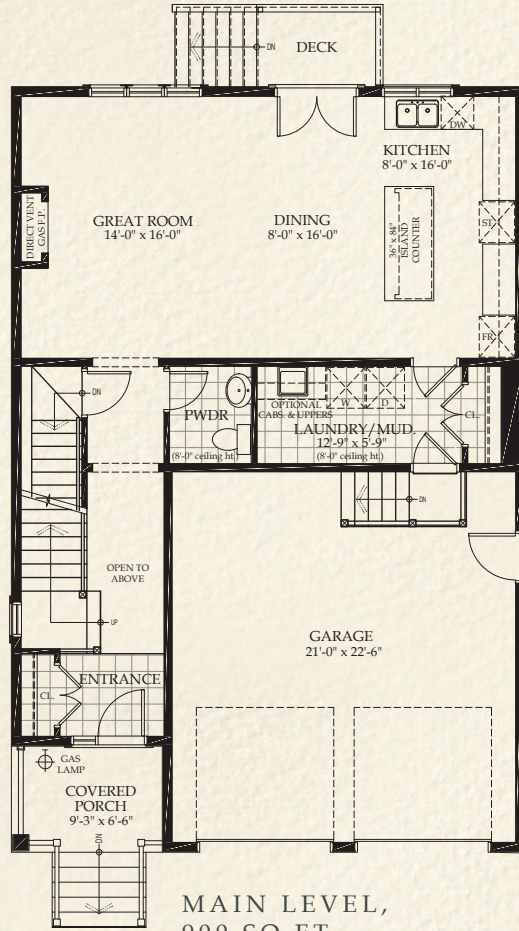 DN
DECK
DW
KITCHEN
8'-0" x 16'-0"
DIRECT VENT
GAS F.P.
GREAT ROOM
14'-0" x 16'-0"
DINING
8'-0" x 16'-0"
36" x 84"
ISLAND
COUNTER
ST
FR
DN
PWDR
(8'-0" ceiling ht.)
OPTIONAL
CABS. & UPPERS
W
D
CL.
LAUNDRY/MUD.
12'-9" x 5'-9"
(8'-0" ceiling ht.)
DN
OPEN TO
ABOVE
UP
GARAGE
21'-0" x 22'-6"
CL.
ENTRANCE
GAS
LAMP
COVERED
PORCH
9'-3" x 6'-6"
DN
MAIN LEVEL,
900 SQ.FT.